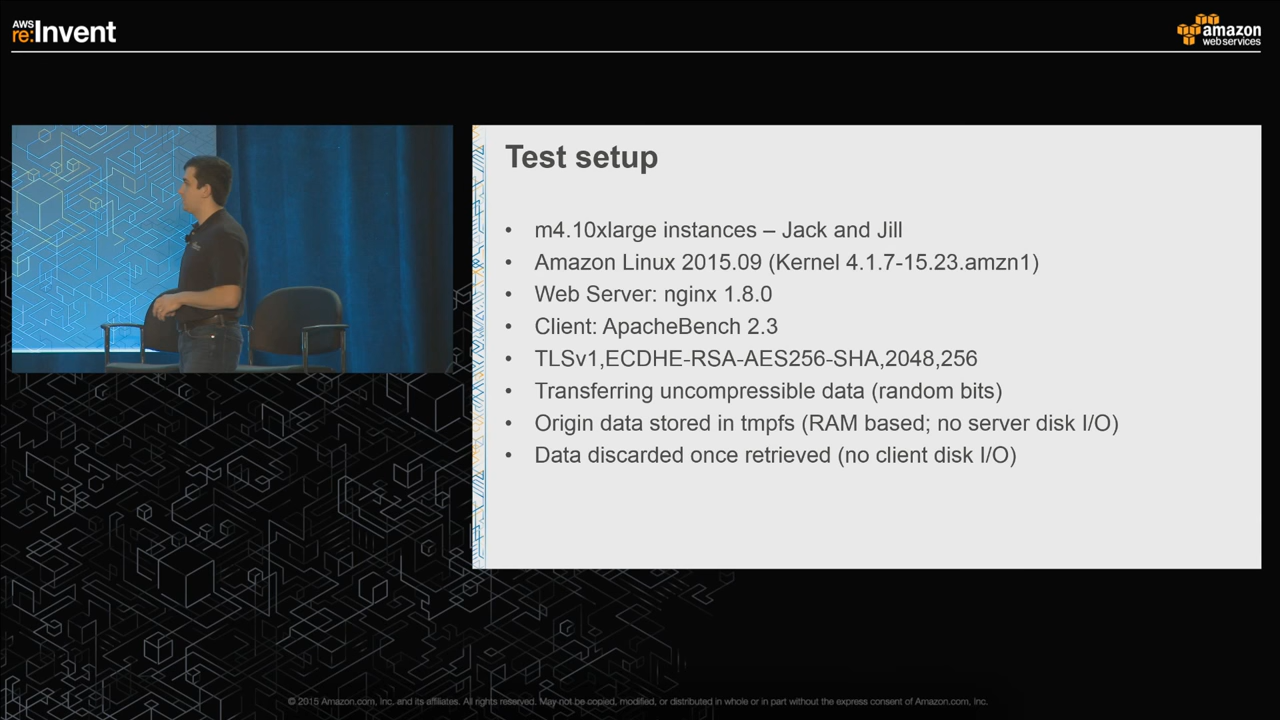 AWS
re:Invent
amazon
web services
Test setup
• m4.10xlarge instances – Jack and Jill
• Amazon Linux 2015.09 (Kernel 4.1.7-15.23.amzn1)
• Web Server: nginx 1.8.0
• Client: ApacheBench 2.3
• TLSv1,ECDHE-RSA-AES256-SHA,2048,256
• Transferring uncompressible data (random bits)
• Origin data stored in tmpfs (RAM based; no server disk I/O)
• Data discarded once retrieved (no client disk I/O)
© 2015 Amazon.com, Inc. and its affiliates. All rights reserved. May not be copied, modified, or distributed in whole or in part without the express consent of Amazon.com, Inc.